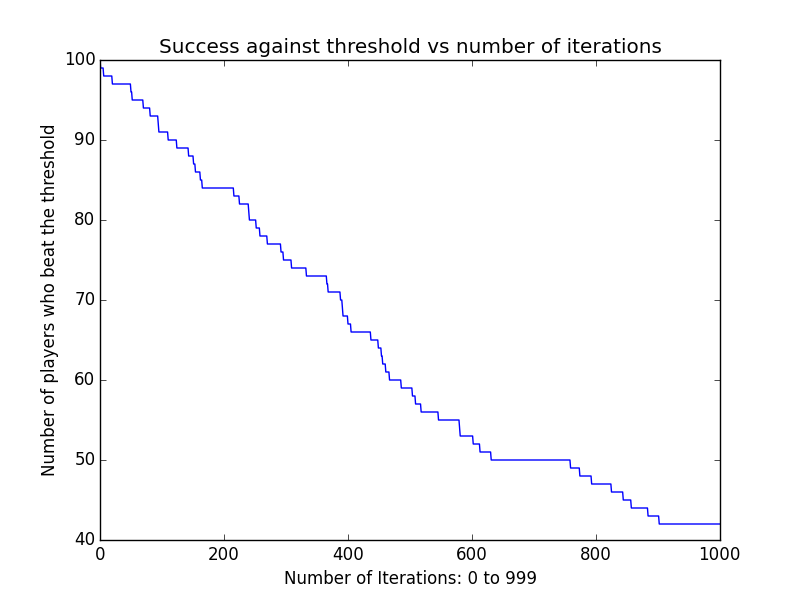 Success against threshold vs number of iterations
100
90
80
70
60
50
40
Number of players who beat the threshold
0 200 400 600 800 1000
Number of Iterations: 0 to 999